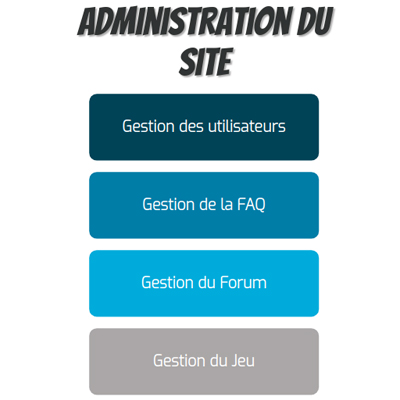 ADMINISTRATION DU
SITE
Gestion des utilisateurs
Gestion de la FAQ
Gestion du Forum
Gestion du Jeu